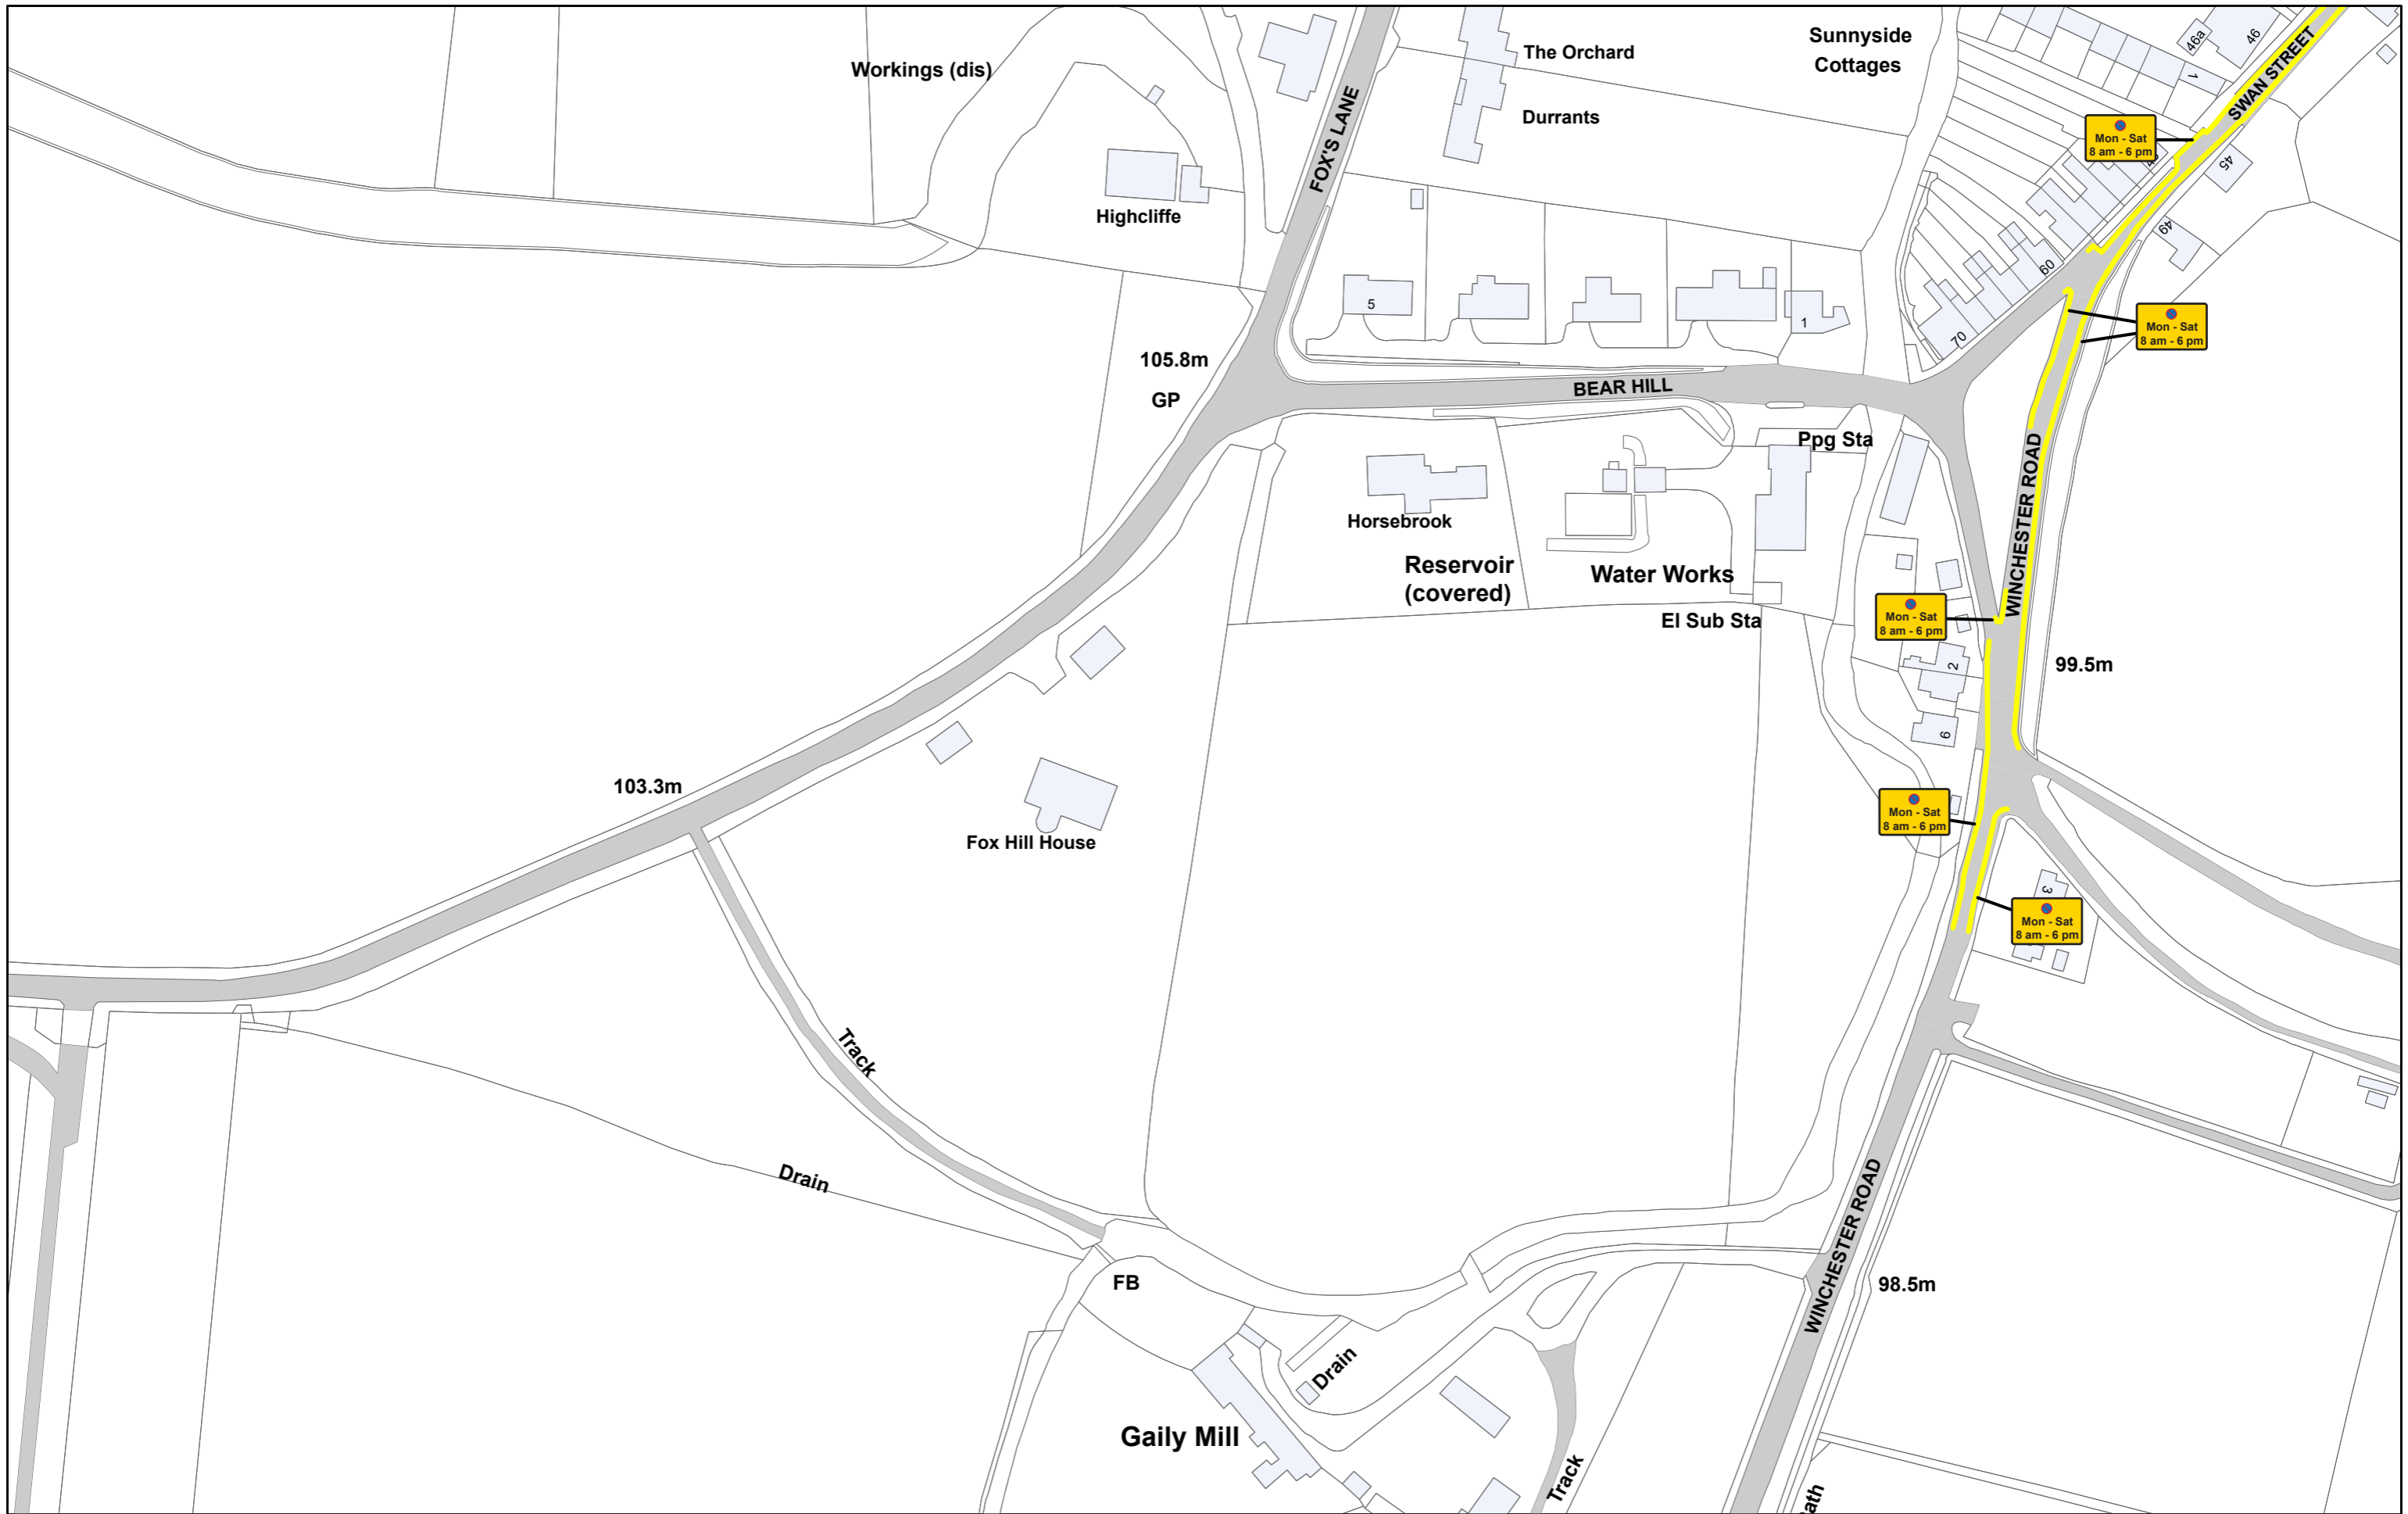 Workings (dis)
The Orchard
Sunnyside
Cottages
46a
46
1
SWAN STREET
Durrants
FOX'S LANE
Mon - Sat
8 am - 6 pm
45
Highcliffe
49
60
5
1
70
Mon - Sat
8 am - 6 pm
105.8m
GP
BEAR HILL
Ppg Sta
Horsebrook
Reservoir
(covered)
Water Works
El Sub Sta
WINCHESTER ROAD
Mon - Sat
8 am - 6 pm
2
99.5m
6
103.3m
Fox Hill House
Mon - Sat
8 am - 6 pm
3
Mon - Sat
8 am - 6 pm
Track
Drain
FB
WINCHESTER ROAD
98.5m
Drain
Gaily Mill
Track